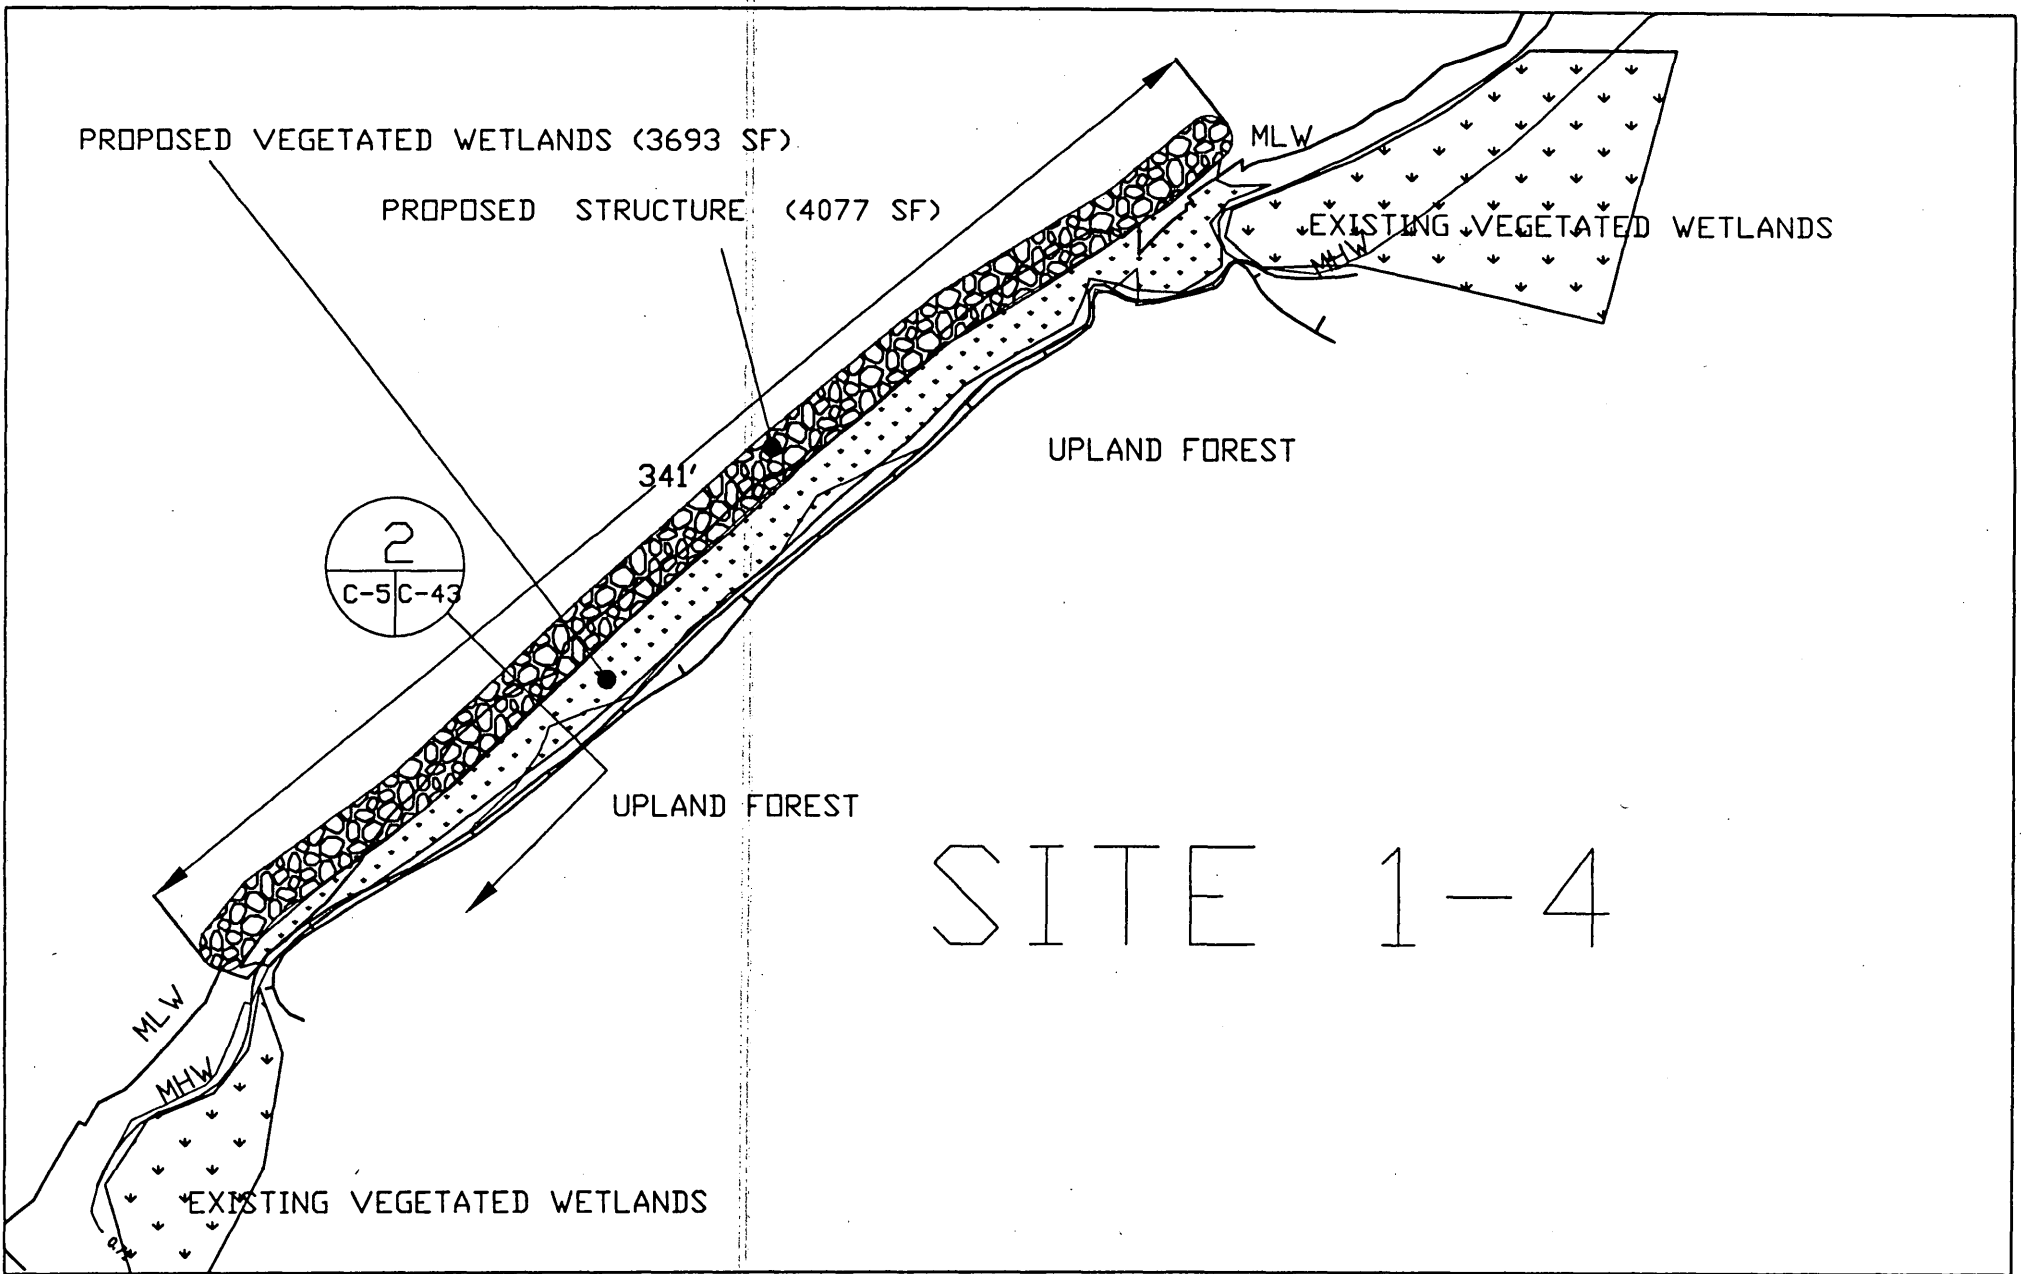 PROPOSED VEGETATED WETLANDS (3693 SF)
MLW
PROPOSED STRUCTURE (4077 SF)
EXISTING VEGETATED WETLANDS
MHW
UPLAND FOREST
341'
2
C-5 C-43
UPLAND FOREST
SITE 1-4
MLW
MHW
EXISTING VEGETATED WETLANDS